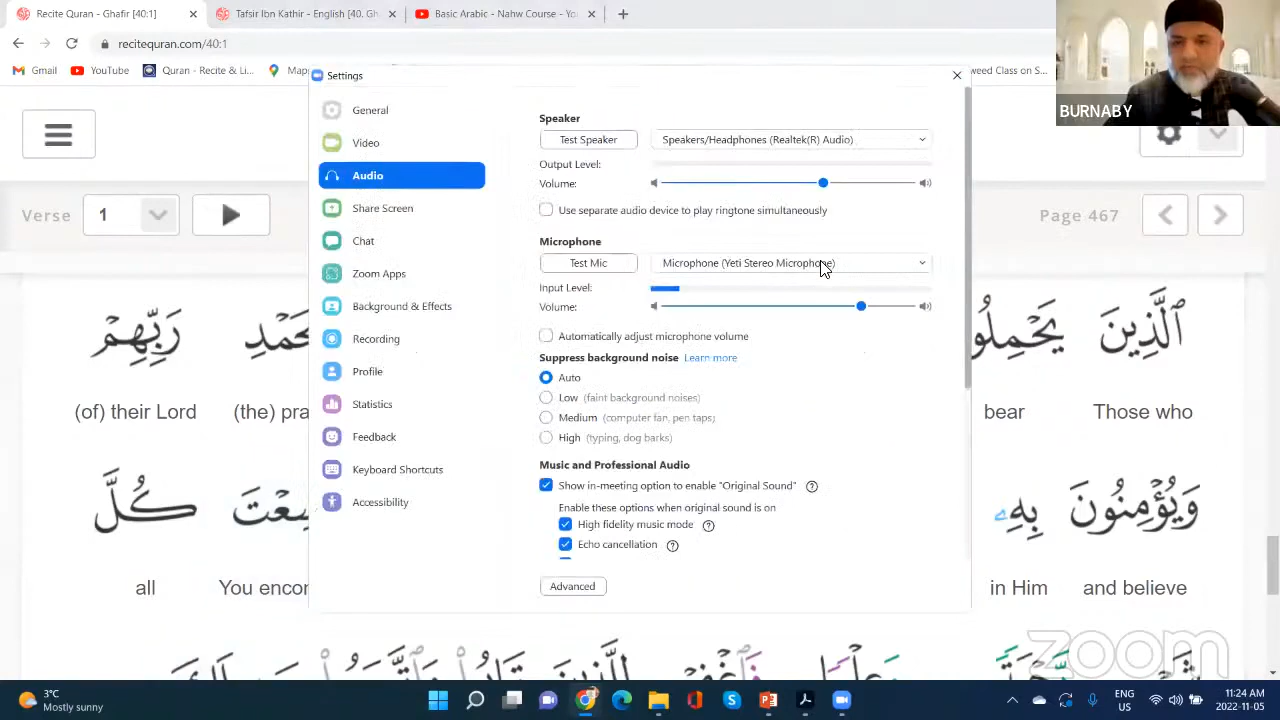 Recite Quran - Ghafir [40:1]
Tafsir Ibn Kathir - English [40. G
Basic Arabic - Nahw Course - Yo
recitequran.com/40:1
Gmail
YouTube
Quran - Recite & Li...
Map
weed Class on S...
BURNABY
Settings
General
Video
Audio
Share Screen
Chat
Zoom Apps
Background & Effects
Recording
Profile
Statistics
Feedback
Keyboard Shortcuts
Accessibility
Speaker
Test Speaker
Speakers/Headphones (Realtek(R) Audio)
Output Level:
Volume:
Use separate audio device to play ringtone simultaneously
Microphone
Test Mic
Microphone (Yeti Stereo Microphone)
Input Level:
Volume:
Automatically adjust microphone volume
Suppress background noise Learn more
Auto
Low (faint background noises)
Medium (computer fan, pen taps)
High (typing, dog barks)
Music and Professional Audio
Show in-meeting option to enable "Original Sound"
Enable these options when original sound is on
High fidelity music mode
Echo cancellation
Advanced
Verse 1
Page 467
ٱلَّذِينَ يَحْمِلُو
رَبِّهِمْ
Those who
bear
(the) pra
(of) their Lord
وَيُؤْمِنُونَ بِهِۦ
كُلَّ
and believe
in Him
You encon
all
zoom
3°C
Mostly sunny
ENG
US
11:24 AM
2022-11-05